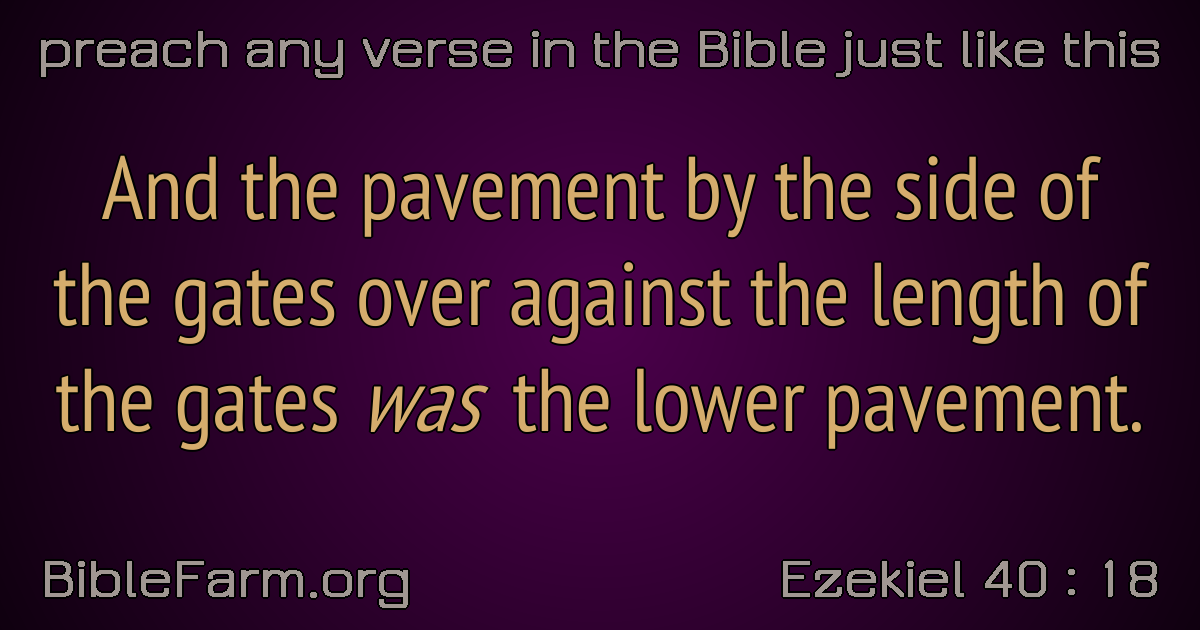 preach any verse in the Bible just like this
And the pavement by the side of
the gates over against the length of
the gates was the lower pavement.
BibleFarm.org
Ezekiel 40 : 18